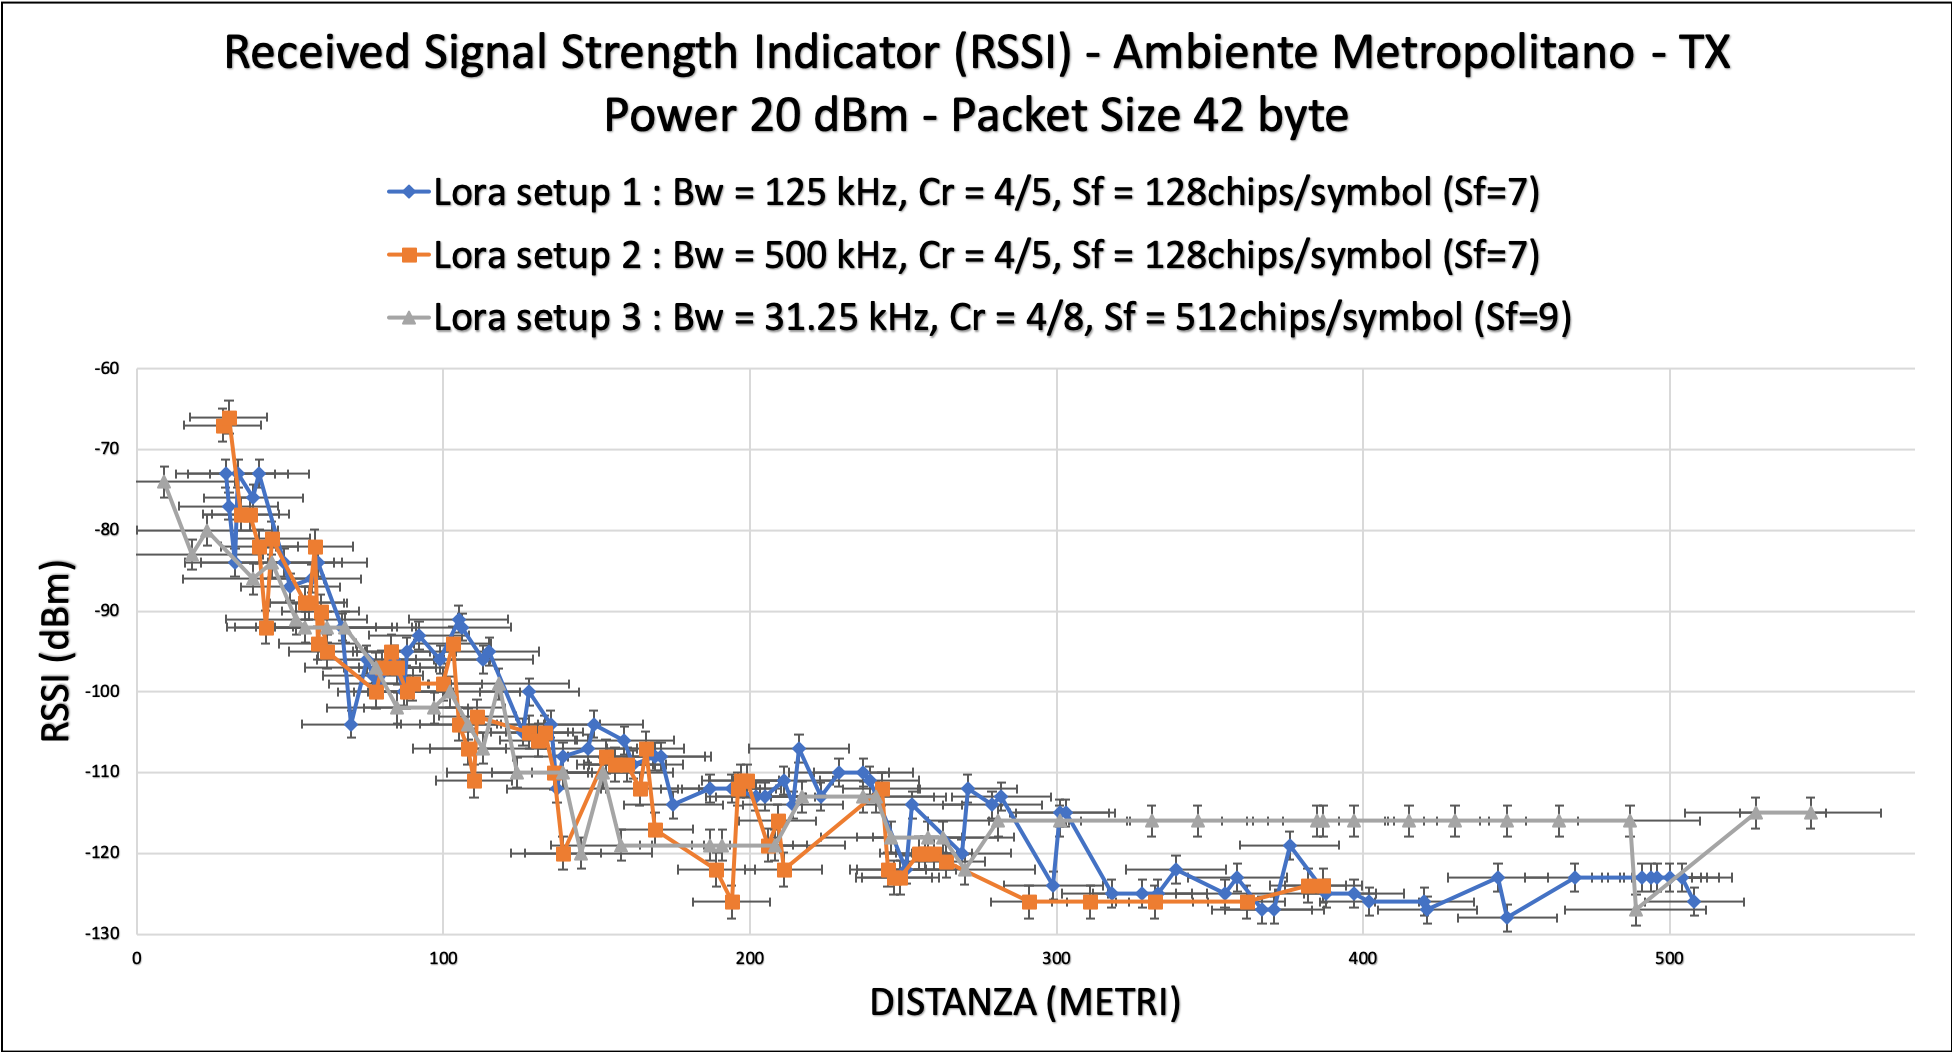 Received Signal Strength Indicator (RSSI) - Ambiente Metropolitano - TX
Power 20 dBm - Packet Size 42 byte
Lora setup 1 : Bw = 125 kHz, Cr = 4/5, Sf = 128chips/symbol (Sf=7)
Lora setup 2 : Bw = 500 kHz, Cr = 4/5, Sf = 128chips/symbol (Sf=7)
Lora setup 3 : Bw = 31.25 kHz, Cr = 4/8, Sf = 512chips/symbol (Sf=9)
-60
-70
-80
-90
-100
-110
-120
-130
RSSI (dBm)
0 100 200 300 400 500
DISTANZA (METRI)